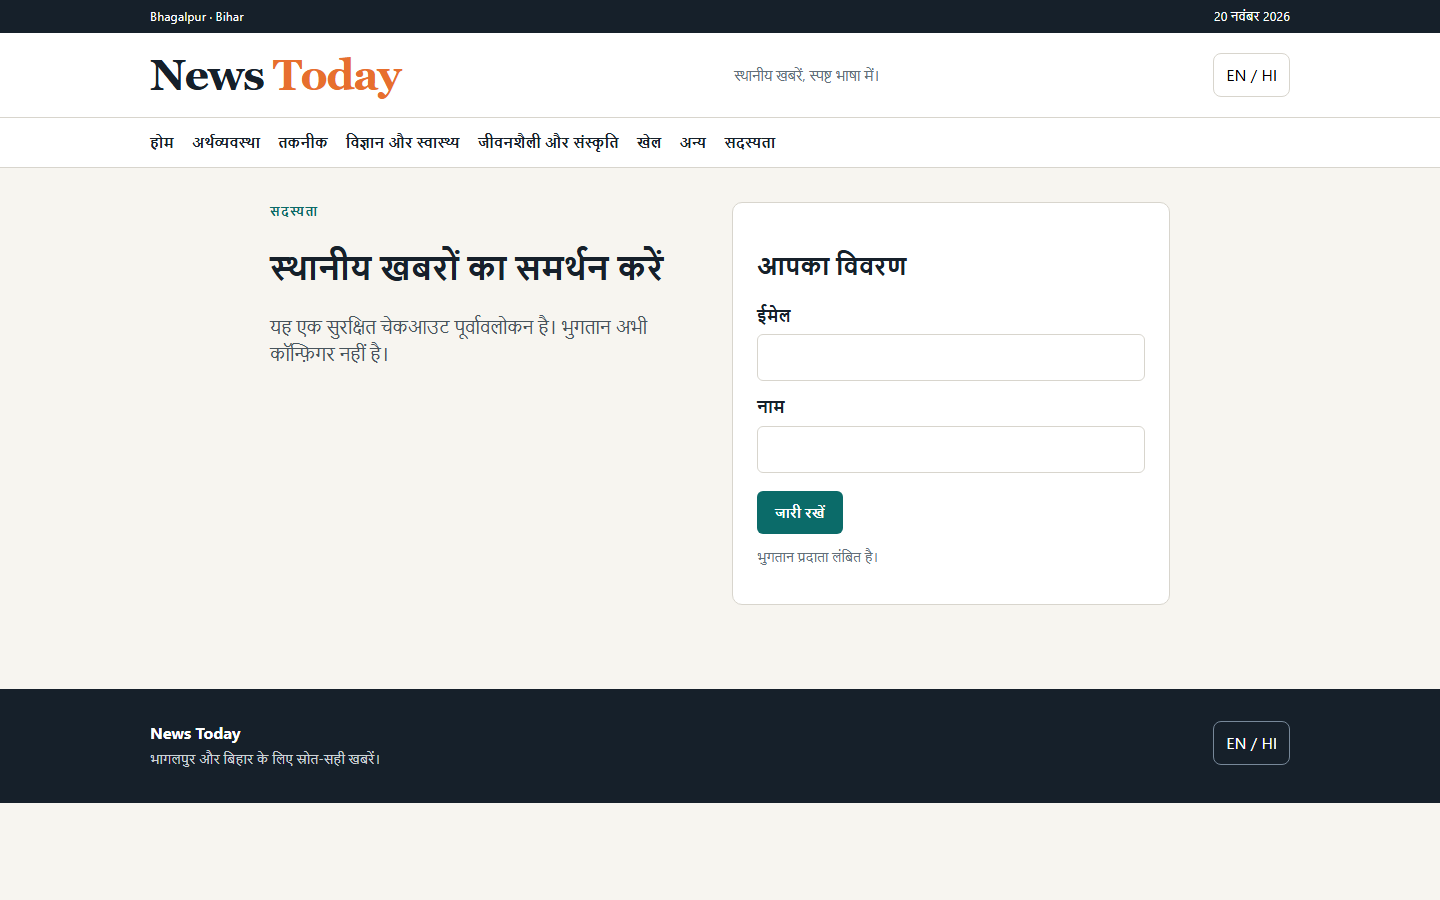 Bhagalpur · Bihar
20 नवंबर 2026
News Today
स्थानीय खबरें, स्पष्ट भाषा में।
EN / HI
होम अर्थव्यवस्था तकनीक विज्ञान और स्वास्थ्य जीवनशैली और संस्कृति खेल अन्य सदस्यता
सदस्यता
स्थानीय खबरों का समर्थन करें
यह एक सुरक्षित चेकआउट पूर्वावलोकन है। भुगतान अभी
कॉन्फ़िगर नहीं है।
आपका विवरण
ईमेल
नाम
जारी रखें
भुगतान प्रदाता लंबित है।
News Today
भागलपुर और बिहार के लिए स्रोत-सही खबरें।
EN / HI